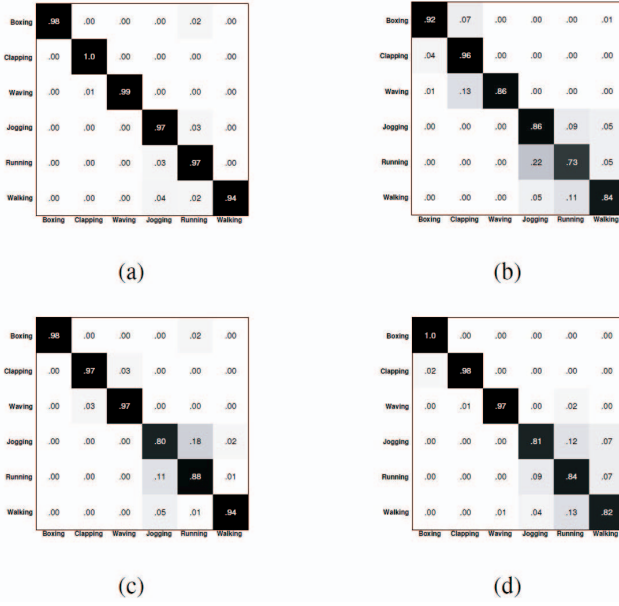 Boxing .98 .00 .00 .00 .02 .00
Clapping .00 1.0 .00 .00 .00 .00
Waving .00 .01 .99 .00 .00 .00
Jogging .00 .00 .00 .97 .03 .00
Running .00 .00 .00 .03 .97 .00
Walking .00 .00 .00 .04 .02 .94
Boxing Clapping Waving Jogging Running Walking
(a)
Boxing .92 .07 .00 .00 .00 .01
Clapping .04 .96 .00 .00 .00 .00
Waving .01 .13 .86 .00 .00 .00
Jogging .00 .00 .00 .86 .09 .05
Running .00 .00 .00 .22 .73 .05
Walking .00 .00 .00 .05 .11 .84
Boxing Clapping Waving Jogging Running Walking
(b)
Boxing .98 .00 .00 .00 .02 .00
Clapping .00 .97 .03 .00 .00 .00
Waving .00 .03 .97 .00 .00 .00
Jogging .00 .00 .00 .80 .18 .02
Running .00 .00 .00 .11 .88 .01
Walking .00 .00 .00 .05 .01 .94
Boxing Clapping Waving Jogging Running Walking
(c)
Boxing 1.0 .00 .00 .00 .00 .00
Clapping .02 .98 .00 .00 .00 .00
Waving .00 .01 .97 .00 .02 .00
Jogging .00 .00 .00 .81 .12 .07
Running .00 .00 .00 .09 .84 .07
Walking .00 .00 .01 .04 .13 .82
Boxing Clapping Waving Jogging Running Walking
(d)